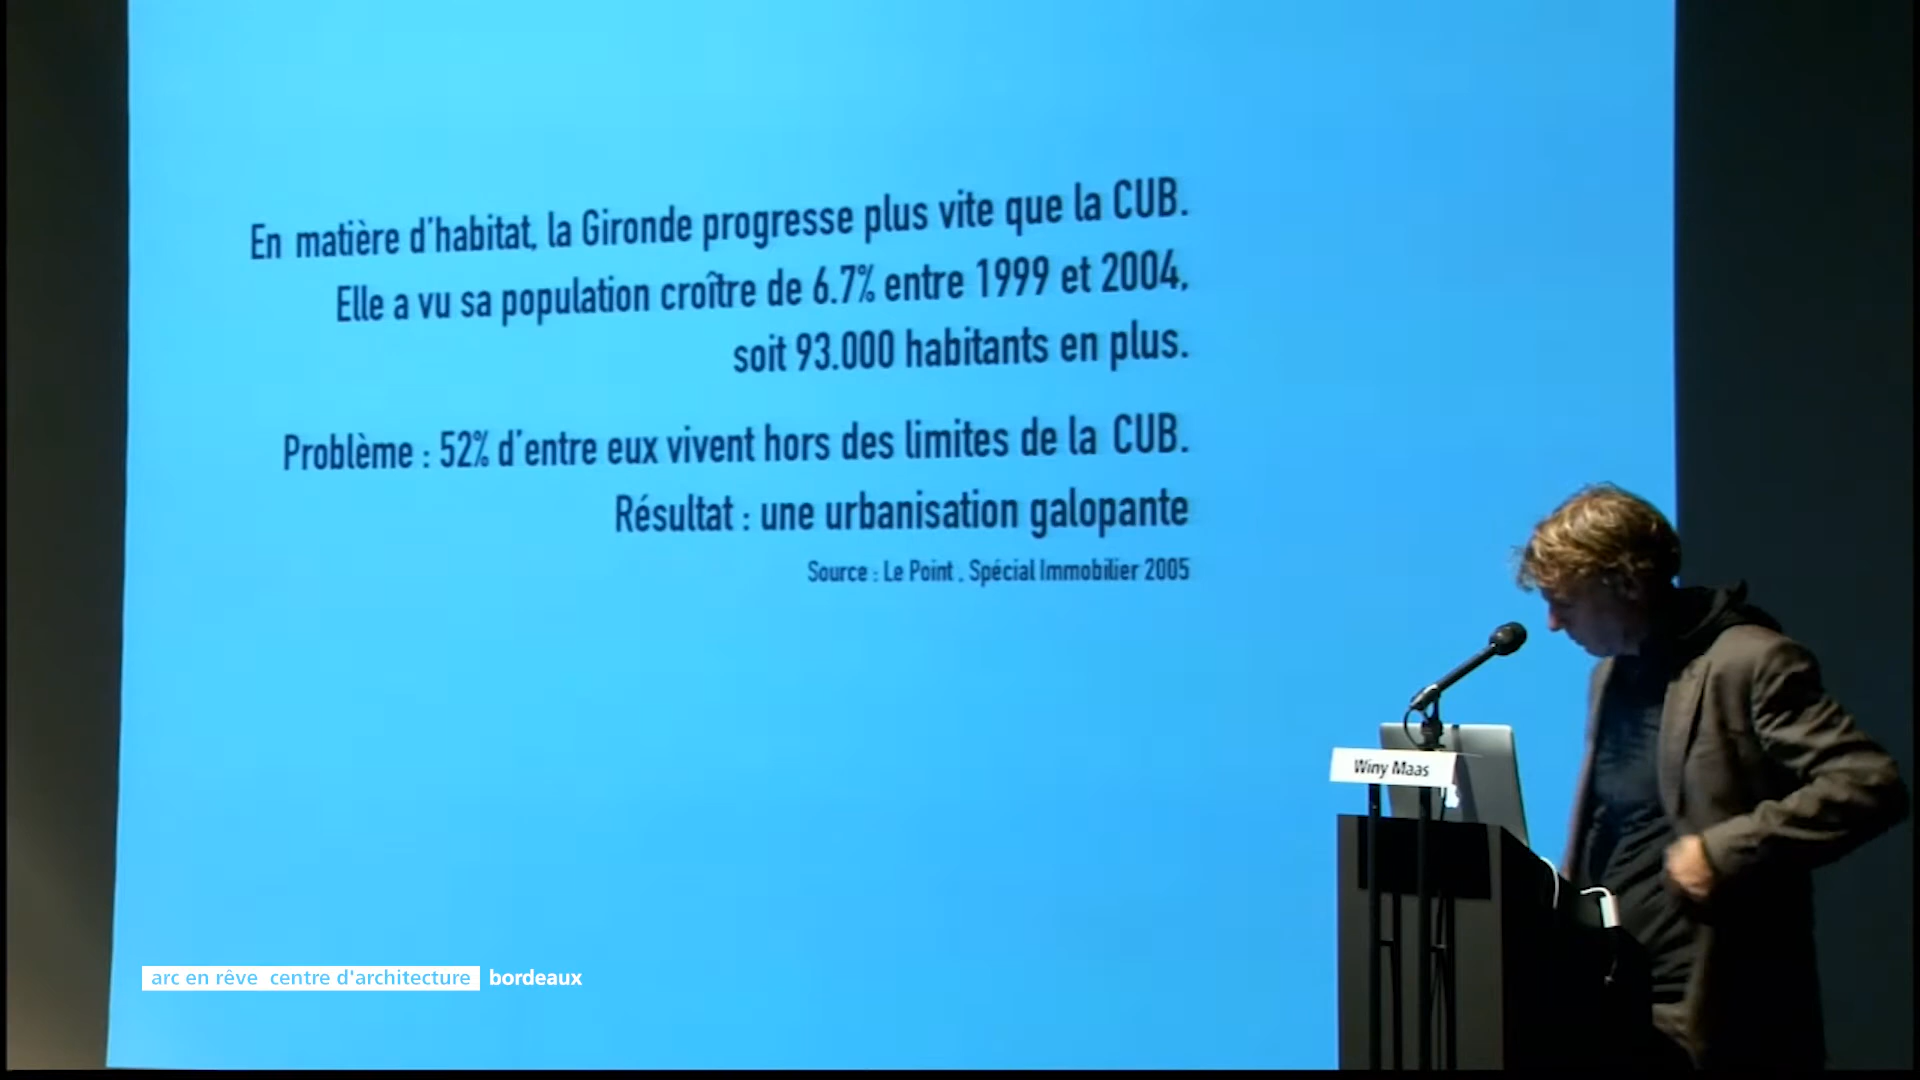 En matière d'habitat, la Gironde progresse plus vite que la CUB.
Elle a vu sa population croître de 6.7% entre 1999 et 2004,
soit 93.000 habitants en plus.
Problème : 52% d'entre eux vivent hors des limites de la CUB.
Résultat : une urbanisation galopante
Source : Le Point . Spécial Immobilier 2005
Winy Maas
arc en rêve centre d'architecture bordeaux